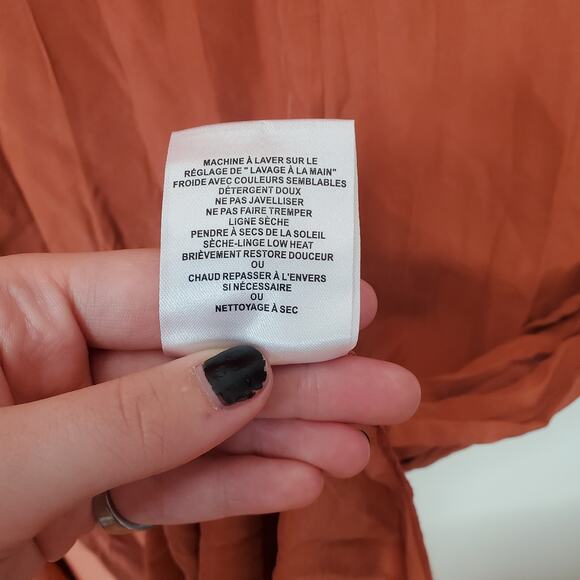 MACHINE À LAVER SUR LE
RÉGLAGE DE " LAVAGE À LA MAIN"
FROIDE AVEC COULEURS SEMBLABLES
DÉTERGENT DOUX
NE PAS JAVELLISER
NE PAS FAIRE TREMPER
LIGNE SÈCHE
PENDRE À SECS DE LA SOLEIL
SÈCHE-LINGE LOW HEAT
BRIÈVEMENT RESTORE DOUCEUR
OU
CHAUD REPASSER À L'ENVERS
SI NÉCESSAIRE
OU
NETTOYAGE À SEC